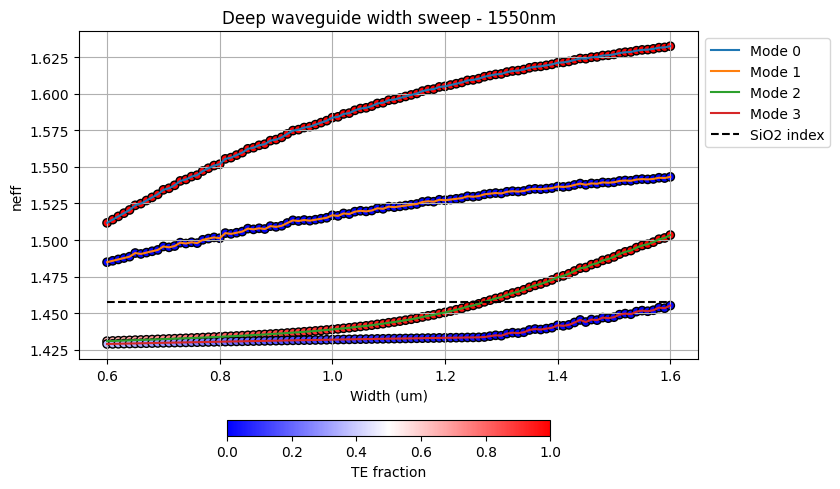 Deep waveguide width sweep - 1550nm
neff
1.625
1.600
1.575
1.550
1.525
1.500
1.475
1.450
1.425
0.6
0.8
1.0
1.2
1.4
1.6
Width (um)
Mode 0
Mode 1
Mode 2
Mode 3
SiO2 index
0.0
0.2
0.4
0.6
0.8
1.0
TE fraction